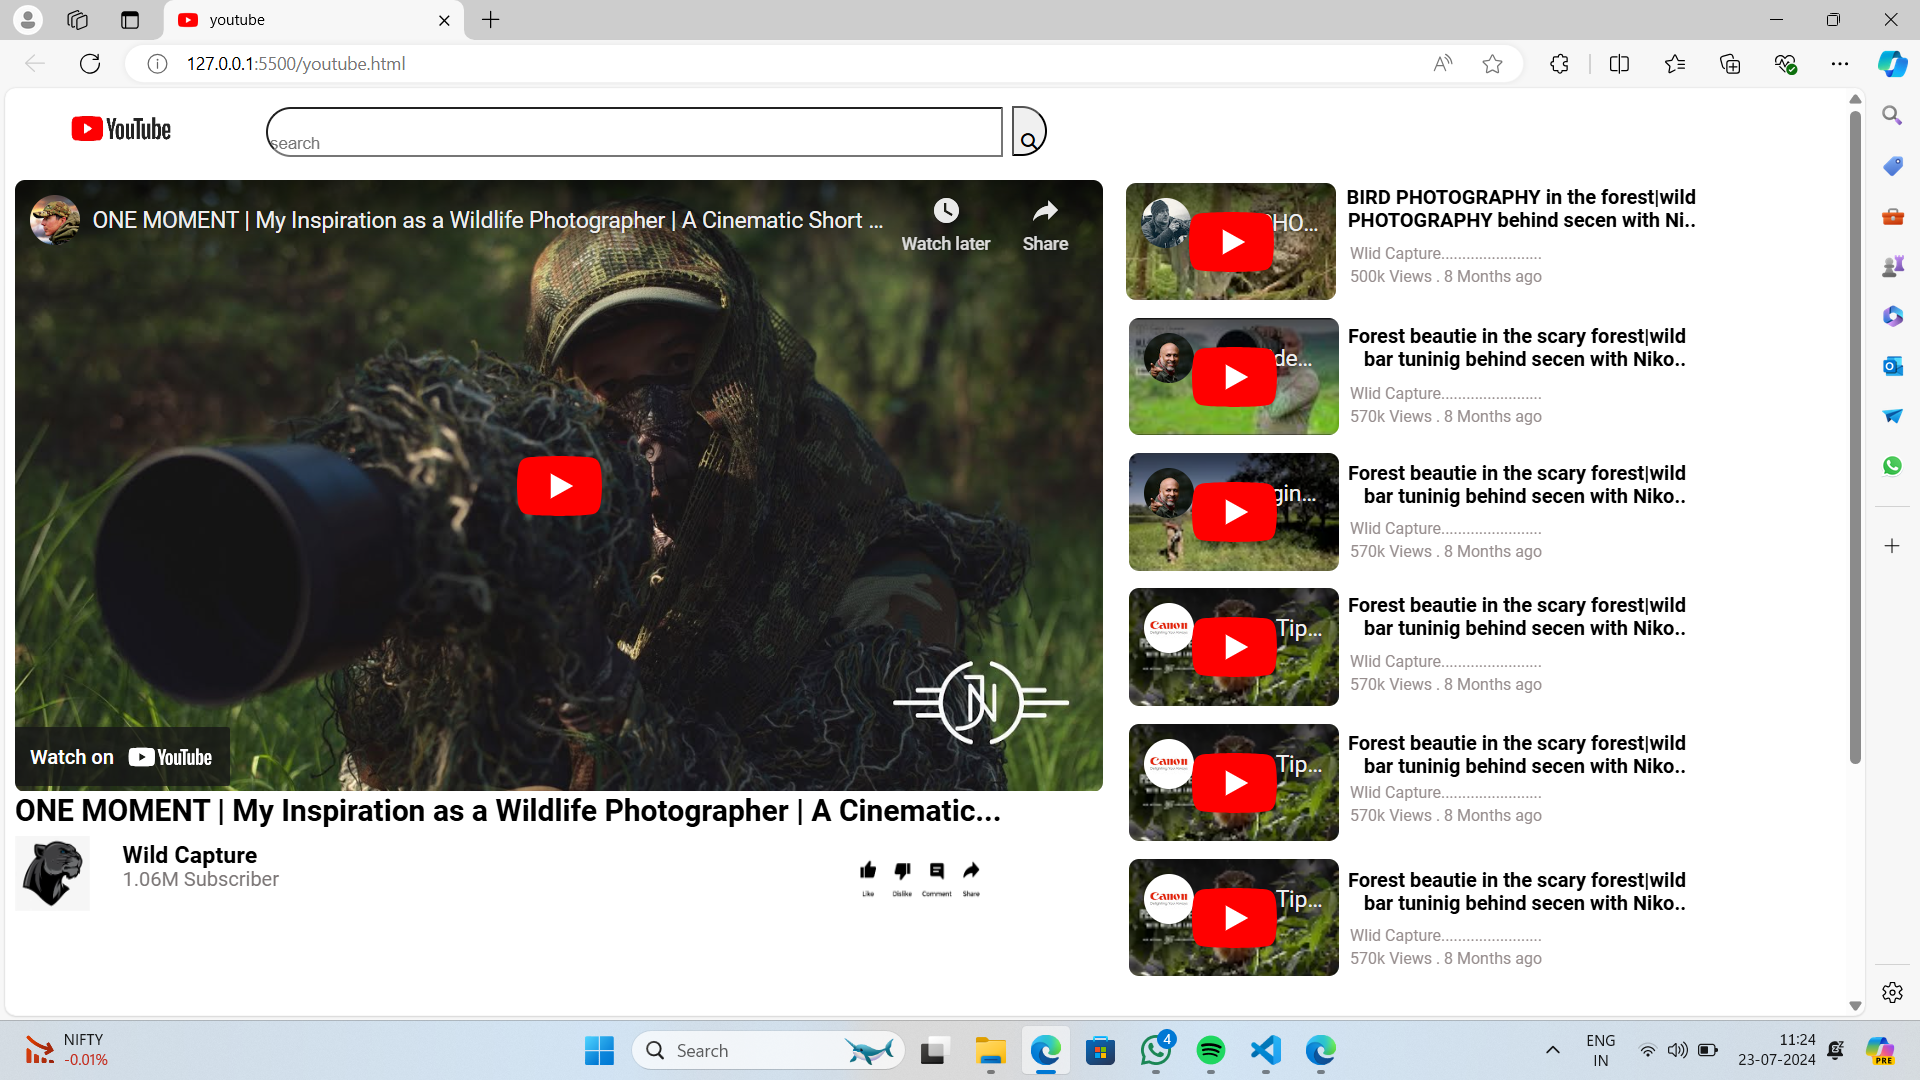 youtube
127.0.0.1:5500/youtube.html
YouTube
search
ONE MOMENT | My Inspiration as a Wildlife Photographer | A Cinematic Short ...
Watch later
Share
Watch on YouTube
ONE MOMENT | My Inspiration as a Wildlife Photographer | A Cinematic...
Wild Capture
1.06M Subscriber
Like
Dislike
Comment
Share
HO...
BIRD PHOTOGRAPHY in the forest|wild
PHOTOGRAPHY behind secen with Ni..
Wlid Capture........................
500k Views . 8 Months ago
de...
Forest beautie in the scary forest|wild
bar tuninig behind secen with Niko..
Wlid Capture........................
570k Views . 8 Months ago
gin...
Forest beautie in the scary forest|wild
bar tuninig behind secen with Niko..
Wlid Capture........................
570k Views . 8 Months ago
Canon
Tip...
Forest beautie in the scary forest|wild
bar tuninig behind secen with Niko..
Wlid Capture........................
570k Views . 8 Months ago
Canon
Tip...
Forest beautie in the scary forest|wild
bar tuninig behind secen with Niko..
Wlid Capture........................
570k Views . 8 Months ago
Canon
Tip...
Forest beautie in the scary forest|wild
bar tuninig behind secen with Niko..
Wlid Capture........................
570k Views . 8 Months ago
NIFTY
-0.01%
Search
4
ENG
IN
11:24
23-07-2024
PRE